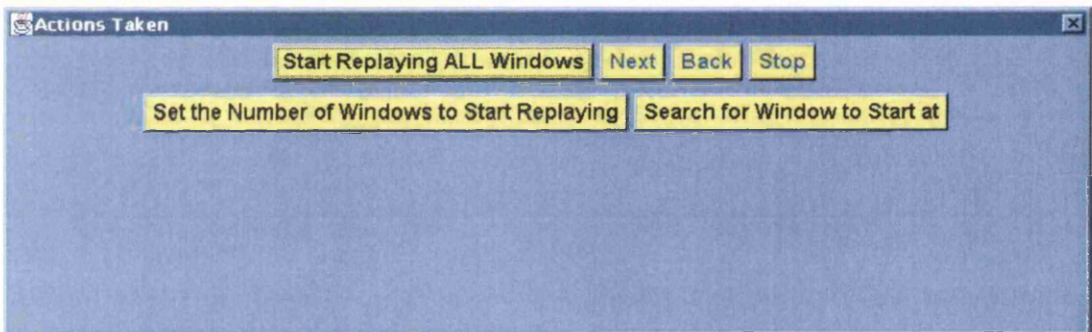 Actions Taken
Start Replaying ALL Windows Next Back Stop
Set the Number of Windows to Start Replaying Search for Window to Start at